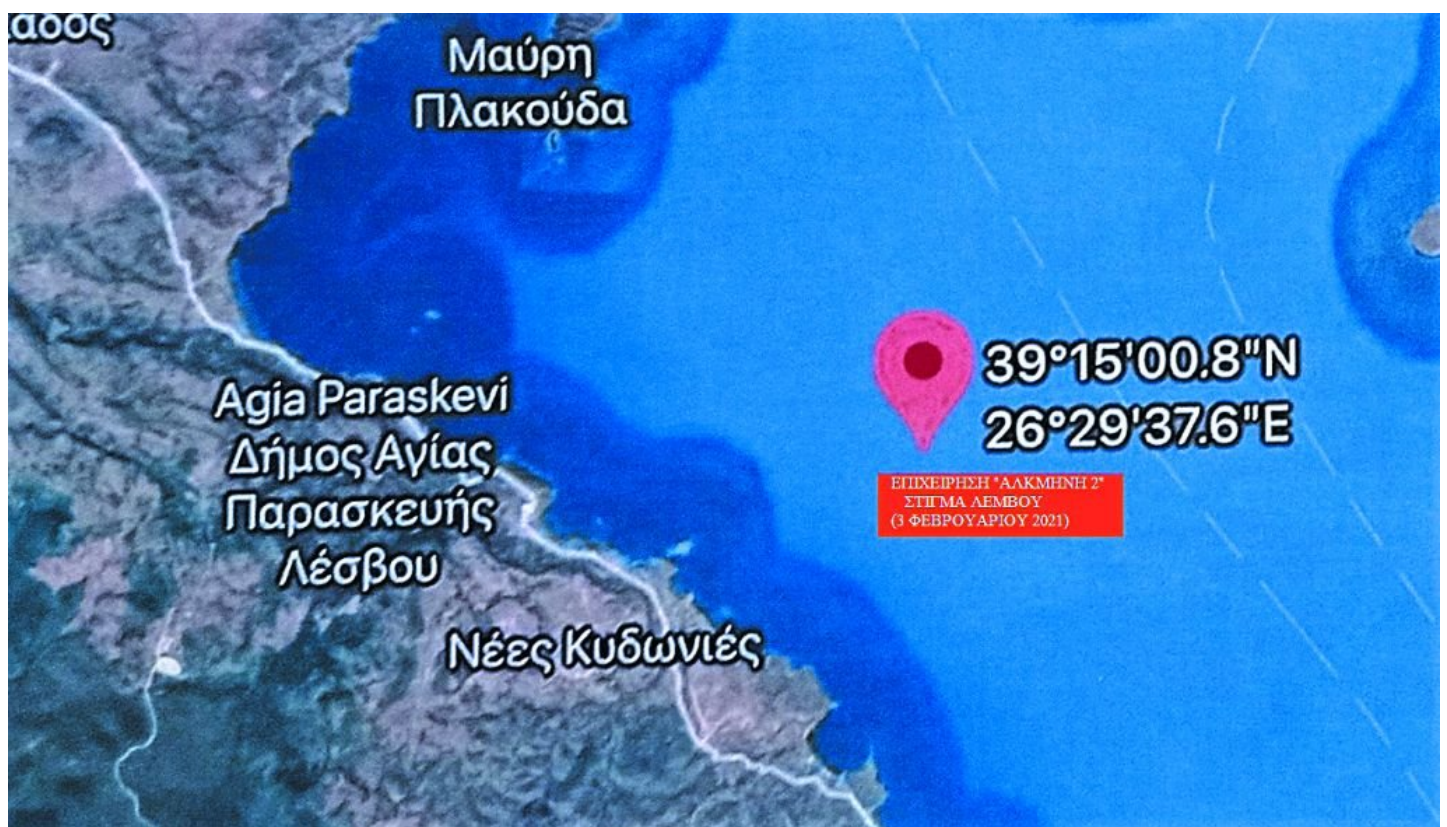 Μαύρη
Πλακούδα
39°15'00.8"N
26°29'37.6"E
ΕΠΙΧΕΙΡΗΣΗ "ΑΛΚΜΗΝΗ 2"
ΣΤΙΓΜΑ ΛΕΜΒΟΥ
(3 ΦΕΒΡΟΥΑΡΙΟΥ 2021)
Agia Paraskevi
Δήμος Αγίας
Παρασκευής
Λέσβου
Νέες Κυδωνιές